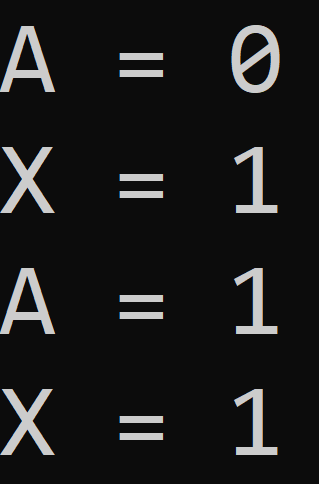 A = 0
X = 1
A = 1
X = 1